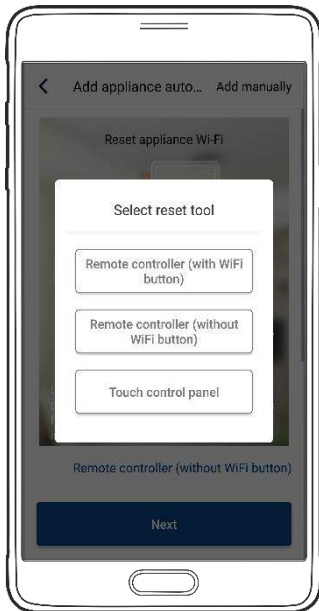 Add appliance auto... Add manually
Reset appliance Wi-Fi
Select reset tool
Remote controller (with WiFi
button)
Remote controller (without
WiFi button)
Touch control panel
Remote controller (without WiFi button)
Next